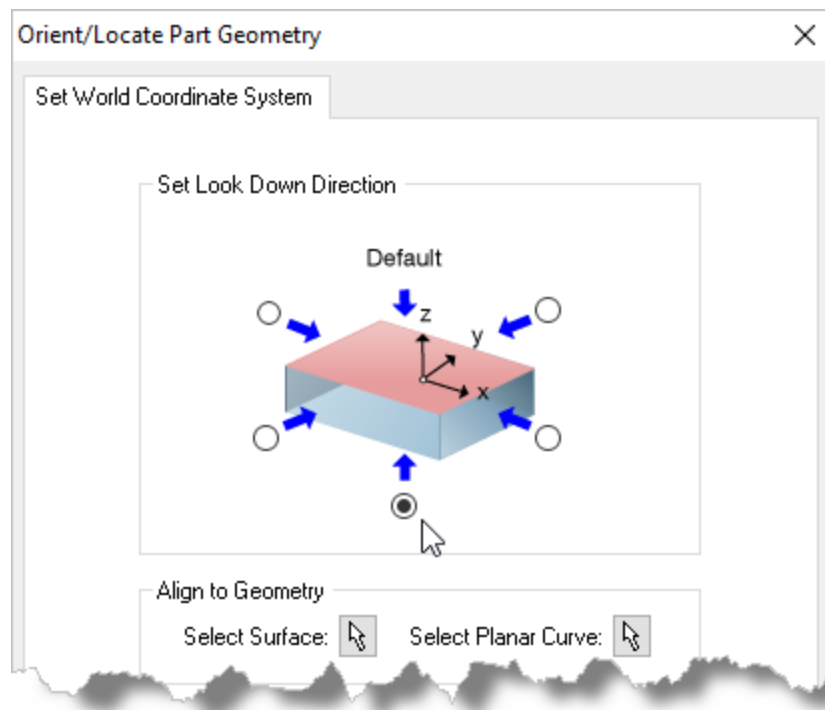 Orient/Locate Part Geometry
Set World Coordinate System
Set Look Down Direction
Default
z
y
x
Align to Geometry
Select Surface: Select Planar Curve: